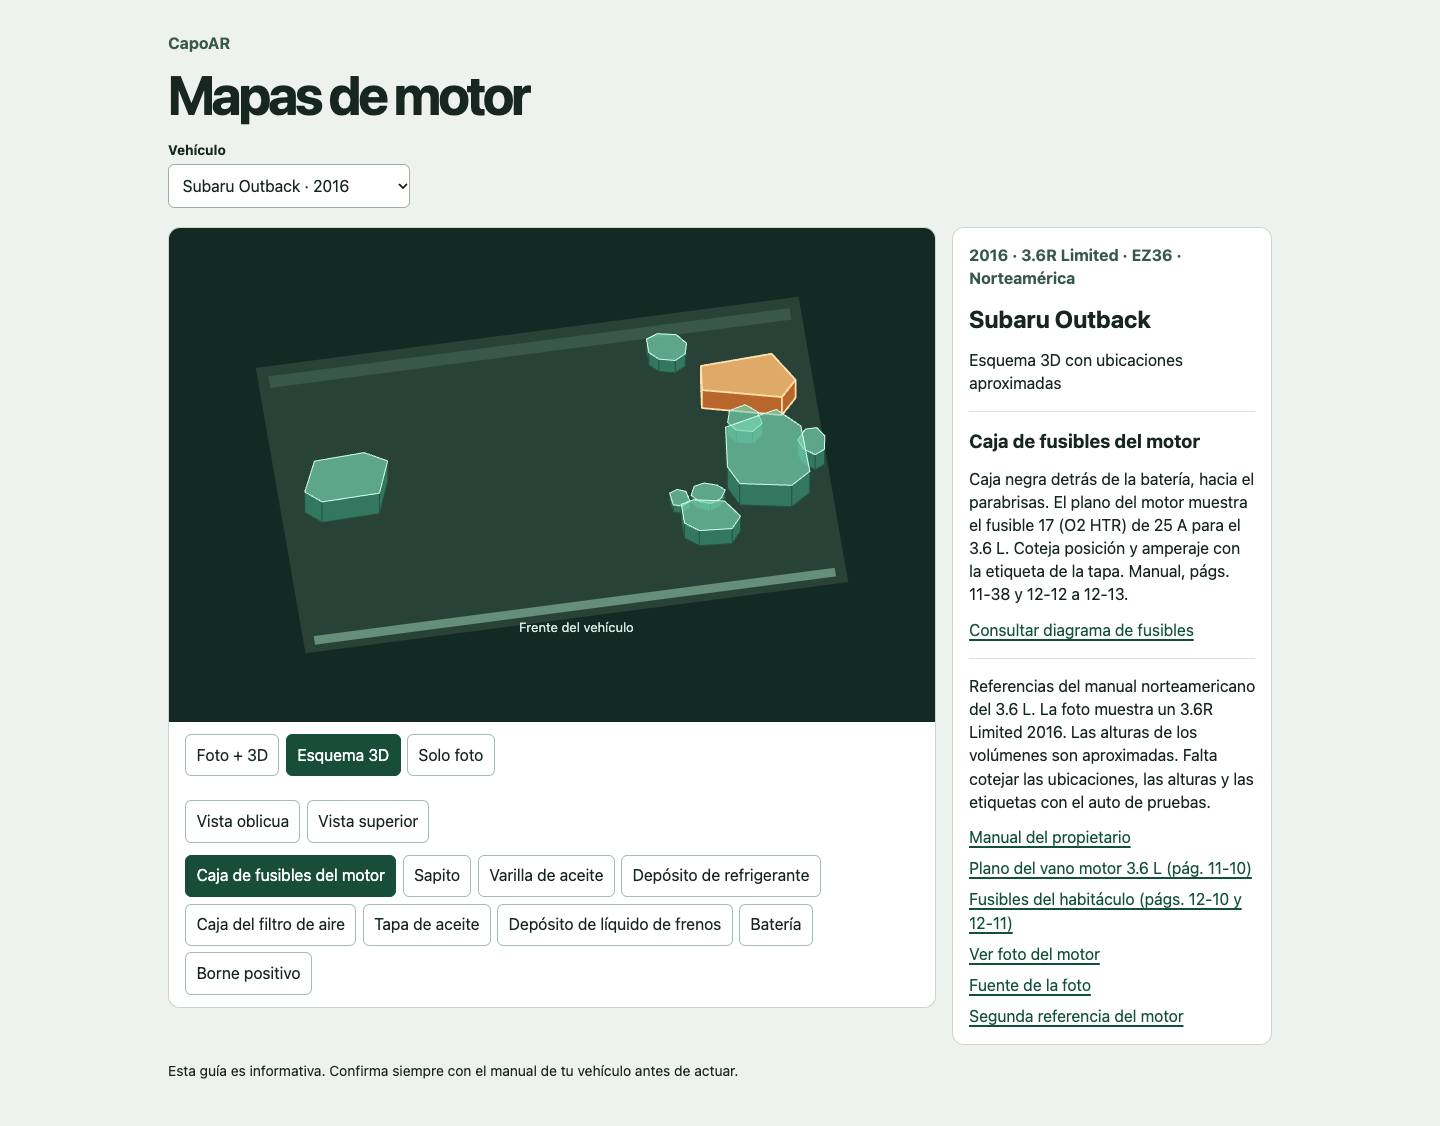 CapoAR
Mapas de motor
Vehículo
Subaru Outback · 2016
Frente del vehículo
Foto + 3D
Esquema 3D
Solo foto
Vista oblicua
Vista superior
Caja de fusibles del motor
Sapito
Varilla de aceite
Depósito de refrigerante
Caja del filtro de aire
Tapa de aceite
Depósito de líquido de frenos
Batería
Borne positivo
2016 · 3.6R Limited · EZ36 ·
Norteamérica
Subaru Outback
Esquema 3D con ubicaciones
aproximadas
Caja de fusibles del motor
Caja negra detrás de la batería, hacia el
parabrisas. El plano del motor muestra
el fusible 17 (O2 HTR) de 25 A para el
3.6 L. Coteja posición y amperaje con
la etiqueta de la tapa. Manual, págs.
11-38 y 12-12 a 12-13.
Consultar diagrama de fusibles
Referencias del manual norteamericano
del 3.6 L. La foto muestra un 3.6R
Limited 2016. Las alturas de los
volúmenes son aproximadas. Falta
cotejar las ubicaciones, las alturas y las
etiquetas con el auto de pruebas.
Manual del propietario
Plano del vano motor 3.6 L (pág. 11-10)
Fusibles del habitáculo (págs. 12-10 y
12-11)
Ver foto del motor
Fuente de la foto
Segunda referencia del motor
Esta guía es informativa. Confirma siempre con el manual de tu vehículo antes de actuar.